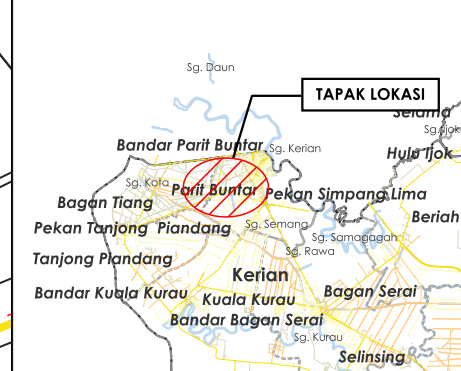 Sg. Daun
TAPAK LOKASI
Selama
Sg. Ijok
Bandar Parit Buntar
Sg. Kerian
Hulu Ijok
Sg. Kota
Parit Buntar
Pekan Simpang Lima
Bagan Tiang
Beriah
Pekan Tanjong Piandang
Sg. Semang
Sg. Samagagah
Sg. Rawa
Tanjong Piandang
Kerian
Bandar Kuala Kurau
Kuala Kurau
Bagan Serai
Bandar Bagan Serai
Sg. Kurau
Selinsing